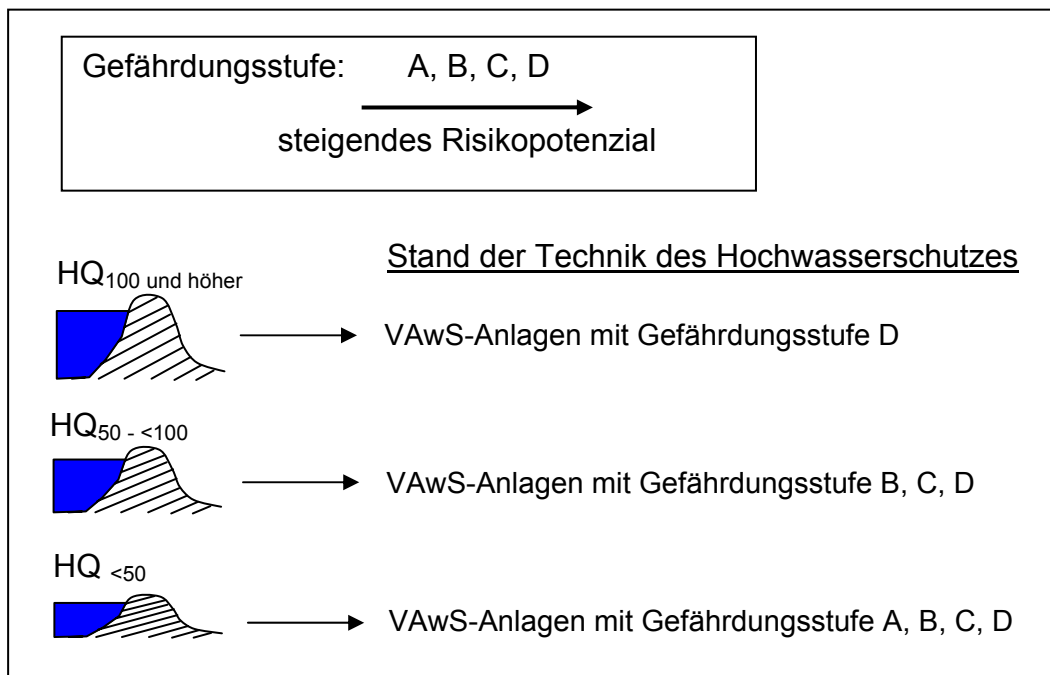 Gefährdungsstufe: A, B, C, D
steigendes Risikopotenzial
Stand der Technik des Hochwasserschutzes
HQ100 und höher
VAwS-Anlagen mit Gefährdungsstufe D
HQ50 - <100
VAwS-Anlagen mit Gefährdungsstufe B, C, D
HQ <50
VAwS-Anlagen mit Gefährdungsstufe A, B, C, D